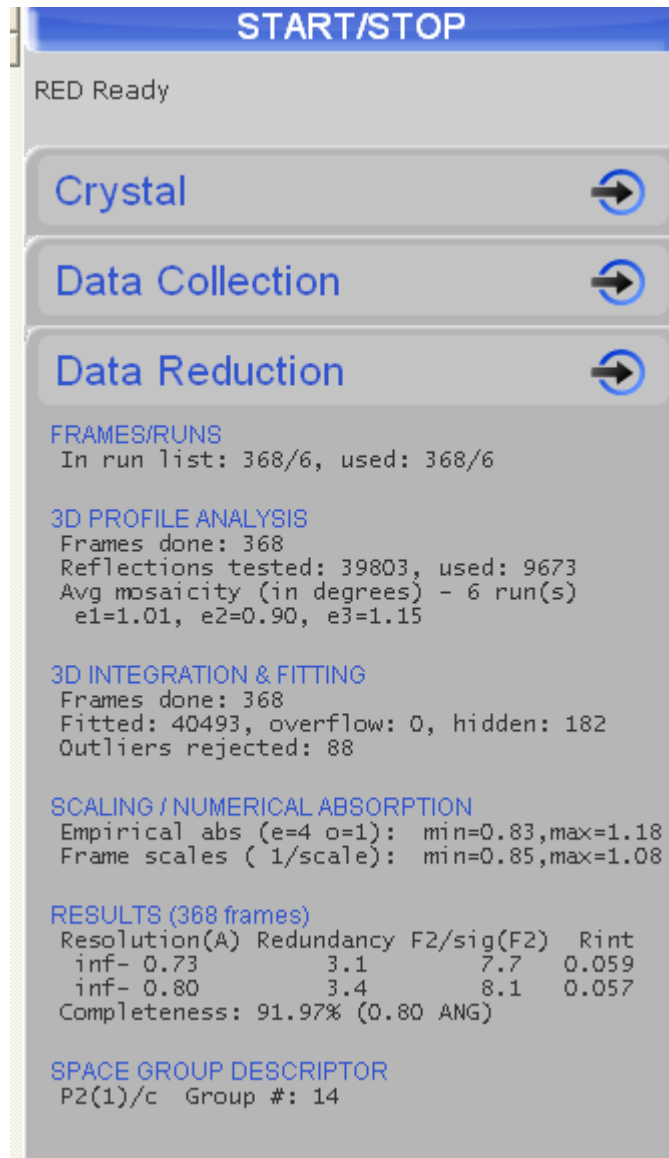 START/STOP
RED Ready
Crystal
Data Collection
Data Reduction
FRAMES/RUNS
In run list: 368/6, used: 368/6
3D PROFILE ANALYSIS
Frames done: 368
Reflections tested: 39803, used: 9673
Avg mosaicity (in degrees) - 6 run(s)
e1=1.01, e2=0.90, e3=1.15
3D INTEGRATION & FITTING
Frames done: 368
Fitted: 40493, overflow: 0, hidden: 182
Outliers rejected: 88
SCALING / NUMERICAL ABSORPTION
Empirical abs (e=4 o=1): min=0.83,max=1.18
Frame scales ( 1/scale): min=0.85,max=1.08
RESULTS (368 frames)
Resolution(A) Redundancy F2/sig(F2) Rint
inf- 0.73 3.1 7.7 0.059
inf- 0.80 3.4 8.1 0.057
Completeness: 91.97% (0.80 ANG)
SPACE GROUP DESCRIPTOR
P2(1)/c Group #: 14